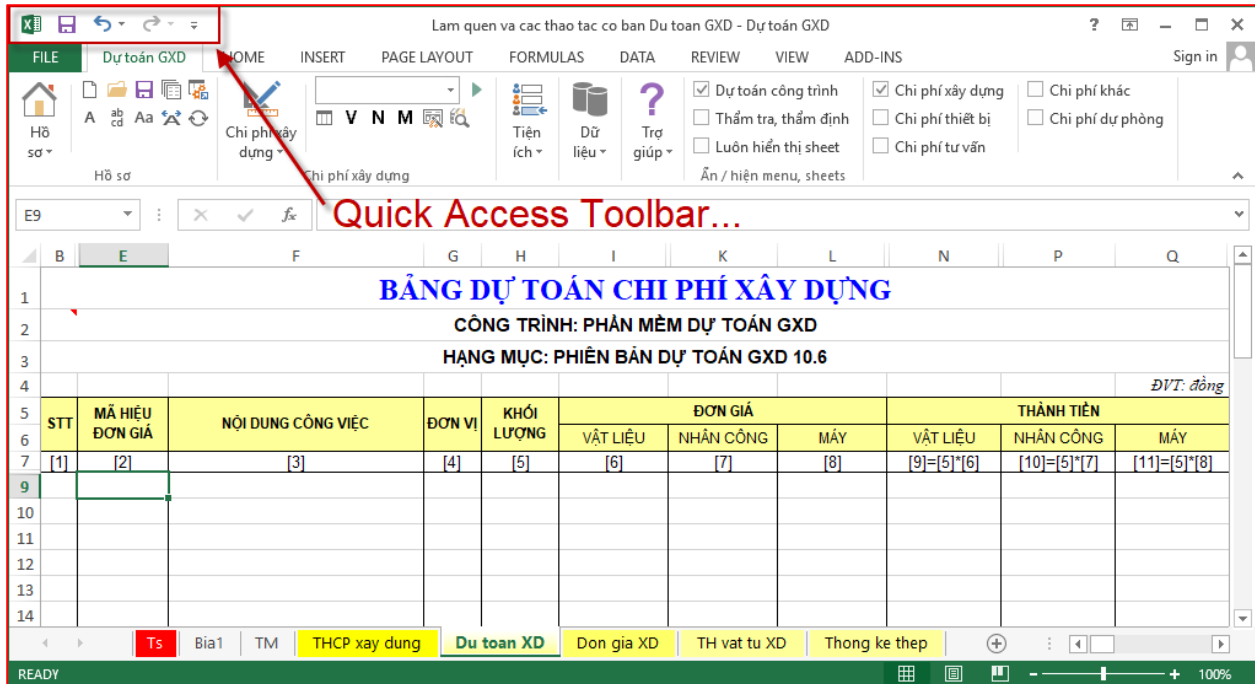 Lam quen va cac thao tac co ban Du toan GXD - Dự toán GXD
FILE Dự toán GXD HOME INSERT PAGE LAYOUT FORMULAS DATA REVIEW VIEW ADD-INS Sign in
Hồ sơ
A ab cd Aa
Chi phí xây dựng
V N M
Tiện ích
Dữ liệu
Trợ giúp
Dự toán công trình
Thẩm tra, thẩm định
Luôn hiển thị sheet
Chi phí xây dựng
Chi phí thiết bị
Chi phí tư vấn
Chi phí khác
Chi phí dự phòng
Hồ sơ Chi phí xây dựng Ẩn / hiện menu, sheets
E9 fx
Quick Access Toolbar...
B E F G H I K L N P Q
1 BẢNG DỰ TOÁN CHI PHÍ XÂY DỰNG
2 CÔNG TRÌNH: PHẦN MỀM DỰ TOÁN GXD
3 HẠNG MỤC: PHIÊN BẢN DỰ TOÁN GXD 10.6
4 ĐVT: đồng
5 STT MÃ HIỆU ĐƠN GIÁ NỘI DUNG CÔNG VIỆC ĐƠN VỊ KHỐI LƯỢNG ĐƠN GIÁ THÀNH TIỀN
6 VẬT LIỆU NHÂN CÔNG MÁY VẬT LIỆU NHÂN CÔNG MÁY
7 [1] [2] [3] [4] [5] [6] [7] [8] [9]=[5]*[6] [10]=[5]*[7] [11]=[5]*[8]
9
10
11
12
13
14
Ts Bia1 TM THCP xay dung Du toan XD Don gia XD TH vat tu XD Thong ke thep
READY 100%